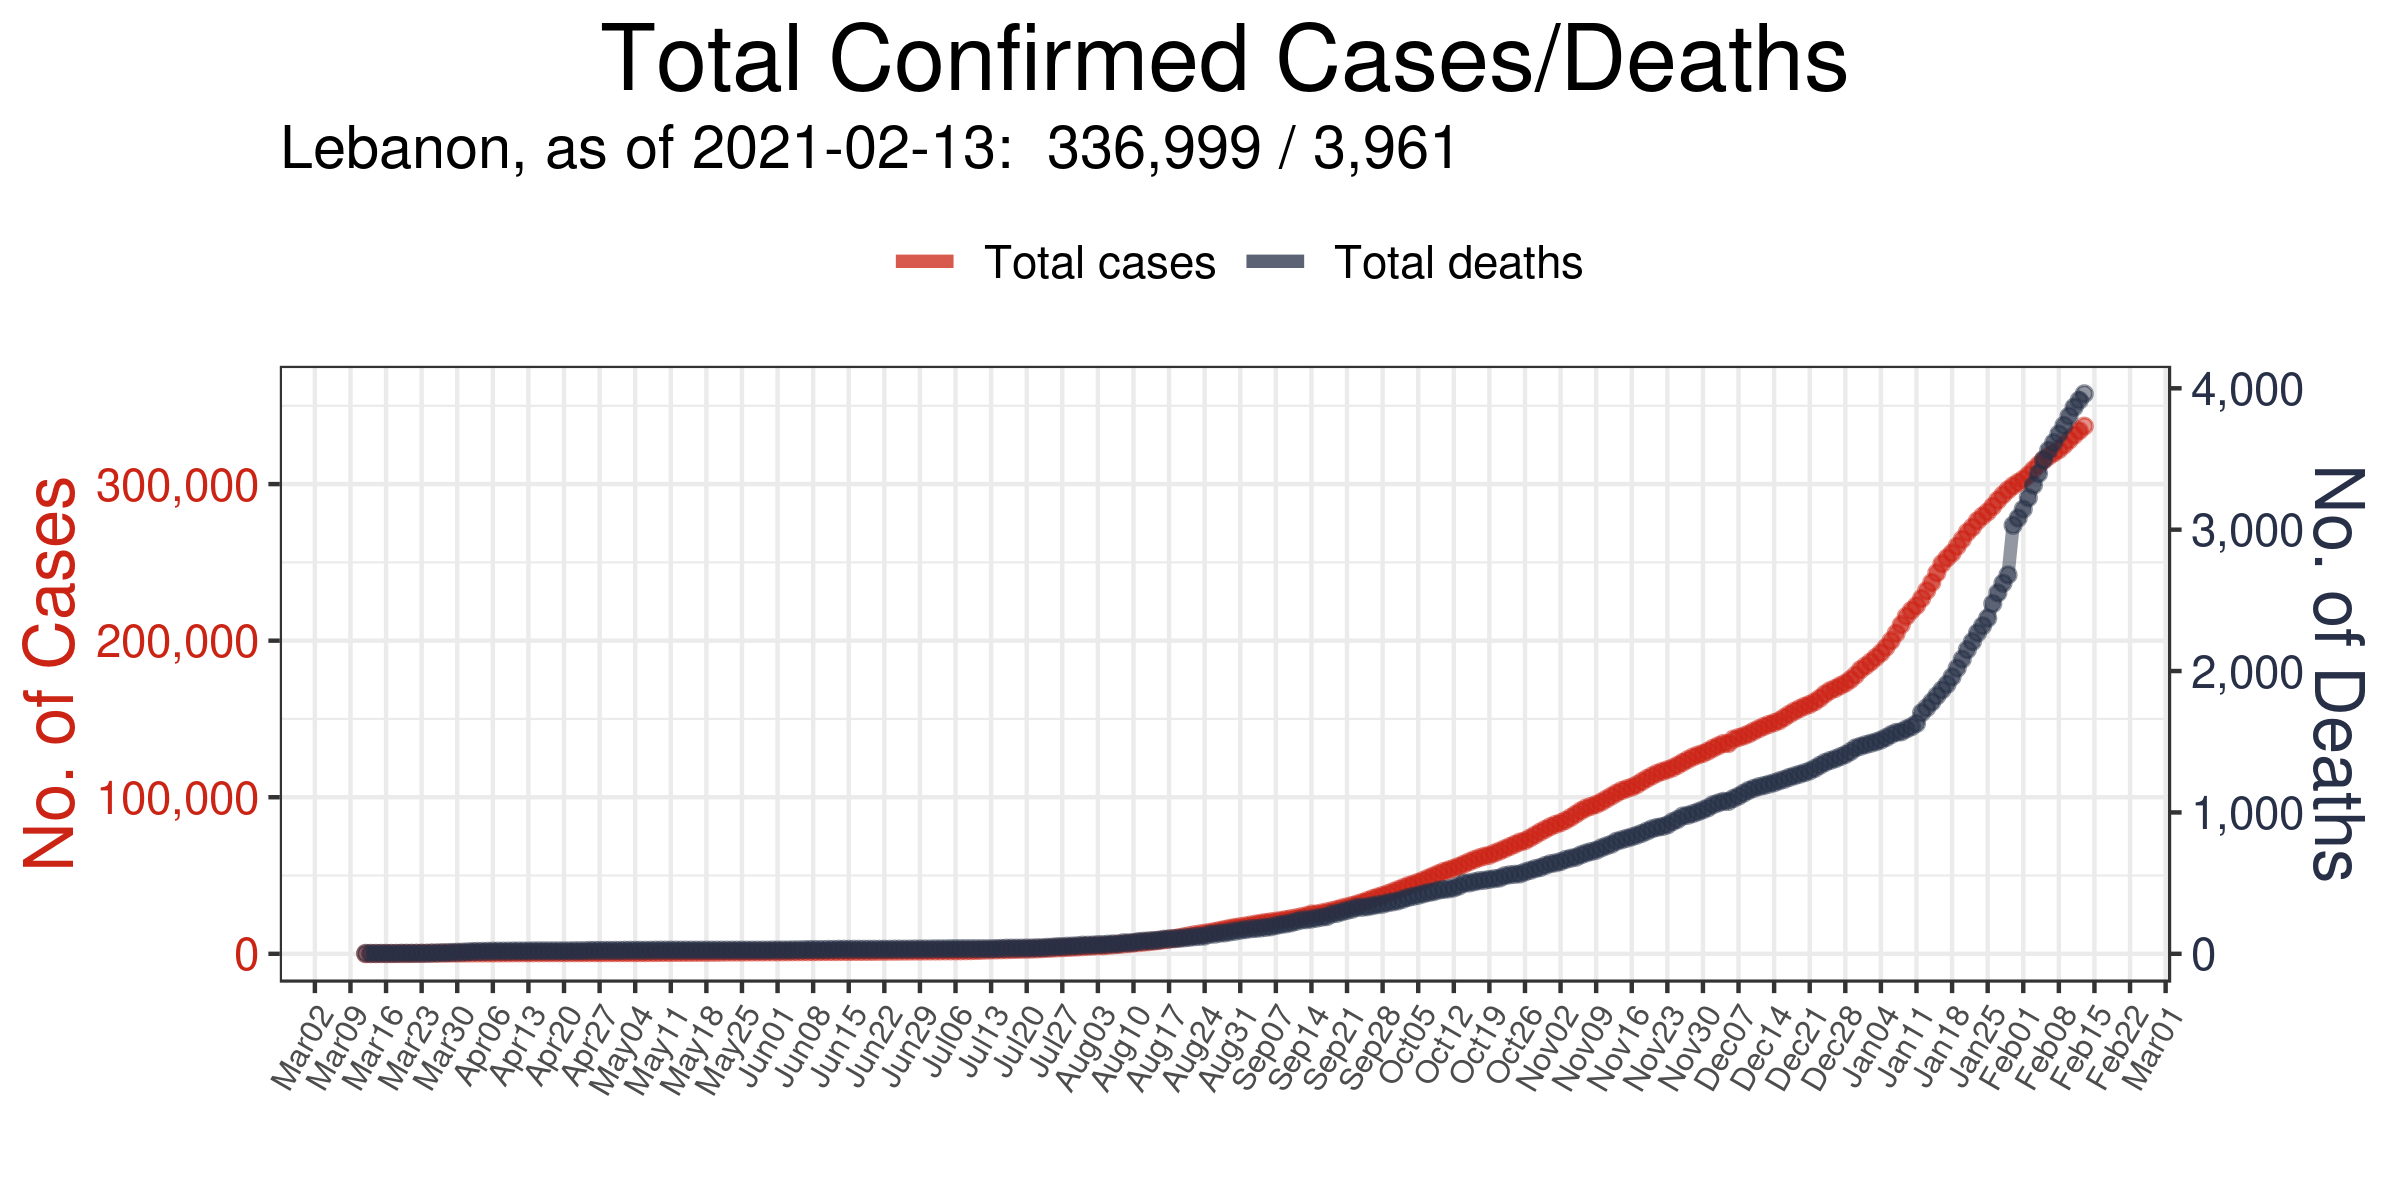 Total Confirmed Cases/Deaths
Lebanon, as of 2021-02-13:  336,999 / 3,961
Total cases
Total deaths
No. of Cases
300,000
200,000
100,000
0
4,000
3,000
2,000
1,000
0
No. of Deaths
Mar02
Mar09
Mar16
Mar23
Mar30
Apr06
Apr13
Apr20
Apr27
May04
May11
May18
May25
Jun01
Jun08
Jun15
Jun22
Jun29
Jul06
Jul13
Jul20
Jul27
Aug03
Aug10
Aug17
Aug24
Aug31
Sep07
Sep14
Sep21
Sep28
Oct05
Oct12
Oct19
Oct26
Nov02
Nov09
Nov16
Nov23
Nov30
Dec07
Dec14
Dec21
Dec28
Jan04
Jan11
Jan18
Jan25
Feb01
Feb08
Feb15
Feb22
Mar01